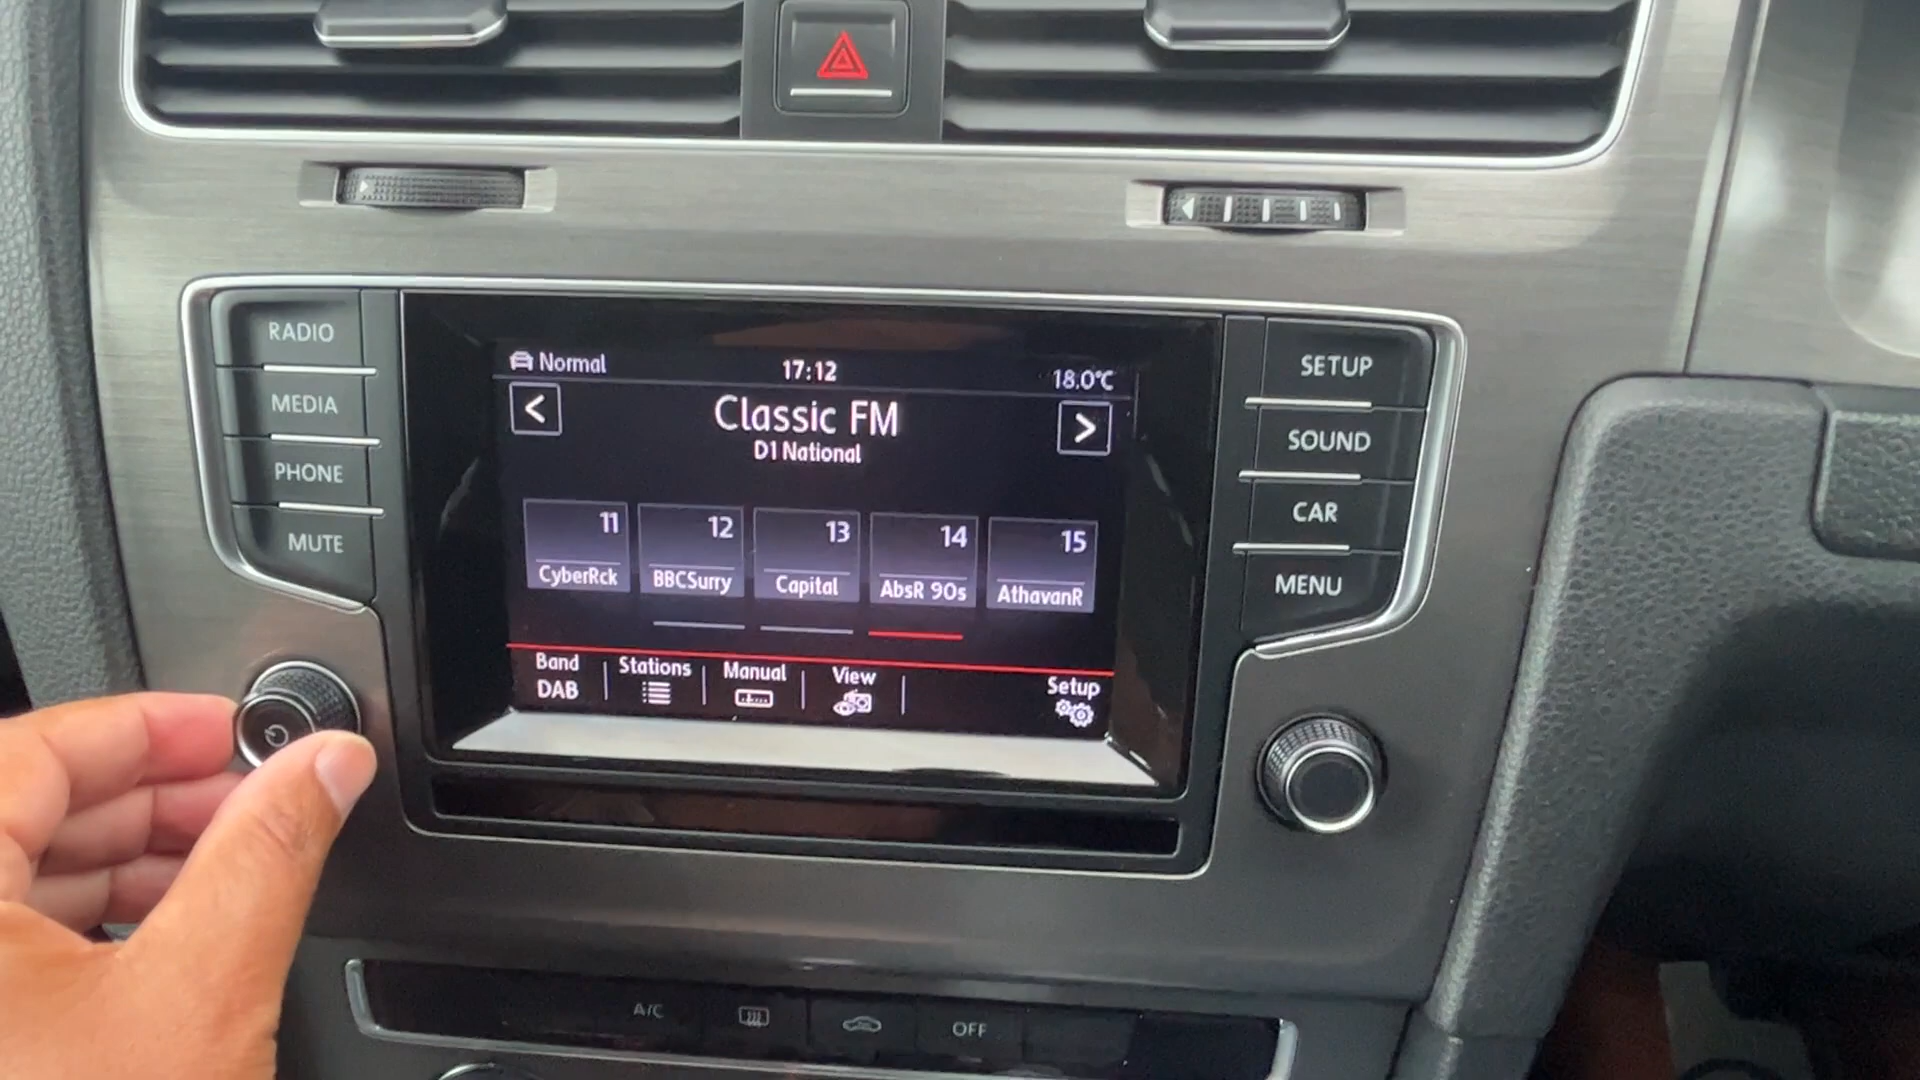 RADIO
MEDIA
PHONE
MUTE
Normal
17:12
18.0°C
<
Classic FM
>
D1 National
11
12
13
14
15
CyberRck
BBCSurry
Capital
AbsR 90s
AthavanR
Band
DAB
Stations
Manual
View
Setup
SETUP
SOUND
CAR
MENU
A/C
OFF